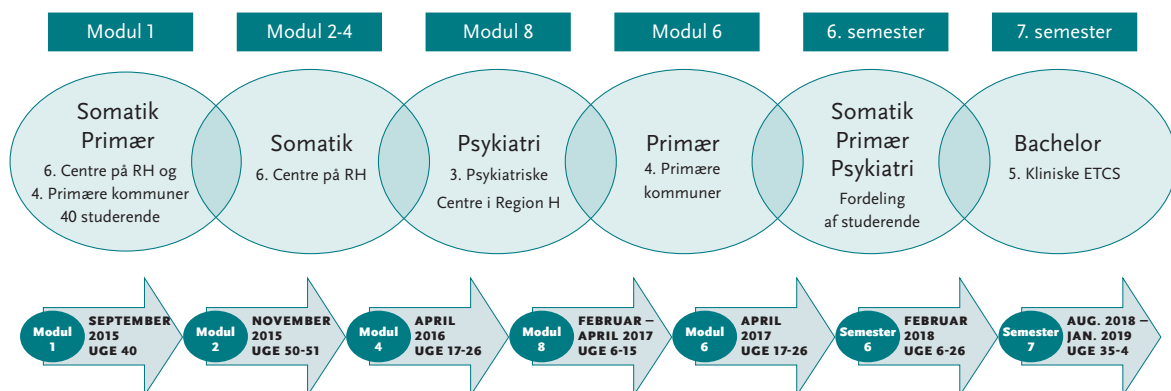 Modul 1
Modul 2-4
Modul 8
Modul 6
6. semester
7. semester
Somatik
Primær
6. Centre på RH og
4. Primære kommuner
40 studerende
Somatik
6. Centre på RH
Psykiatri
3. Psykiatriske
Centre i Region H
Primær
4. Primære
kommuner
Somatik
Primær
Psykiatri
Fordeling
af studerende
Bachelor
5. Kliniske ETCS
Modul
1
SEPTEMBER
2015
UGE 40
Modul
2
NOVEMBER
2015
UGE 50-51
Modul
4
APRIL
2016
UGE 17-26
Modul
8
FEBRUAR –
APRIL 2017
UGE 6-15
Modul
6
APRIL
2017
UGE 17-26
Semester
6
FEBRUAR
2018
UGE 6-26
Semester
7
AUG. 2018 –
JAN. 2019
UGE 35-4